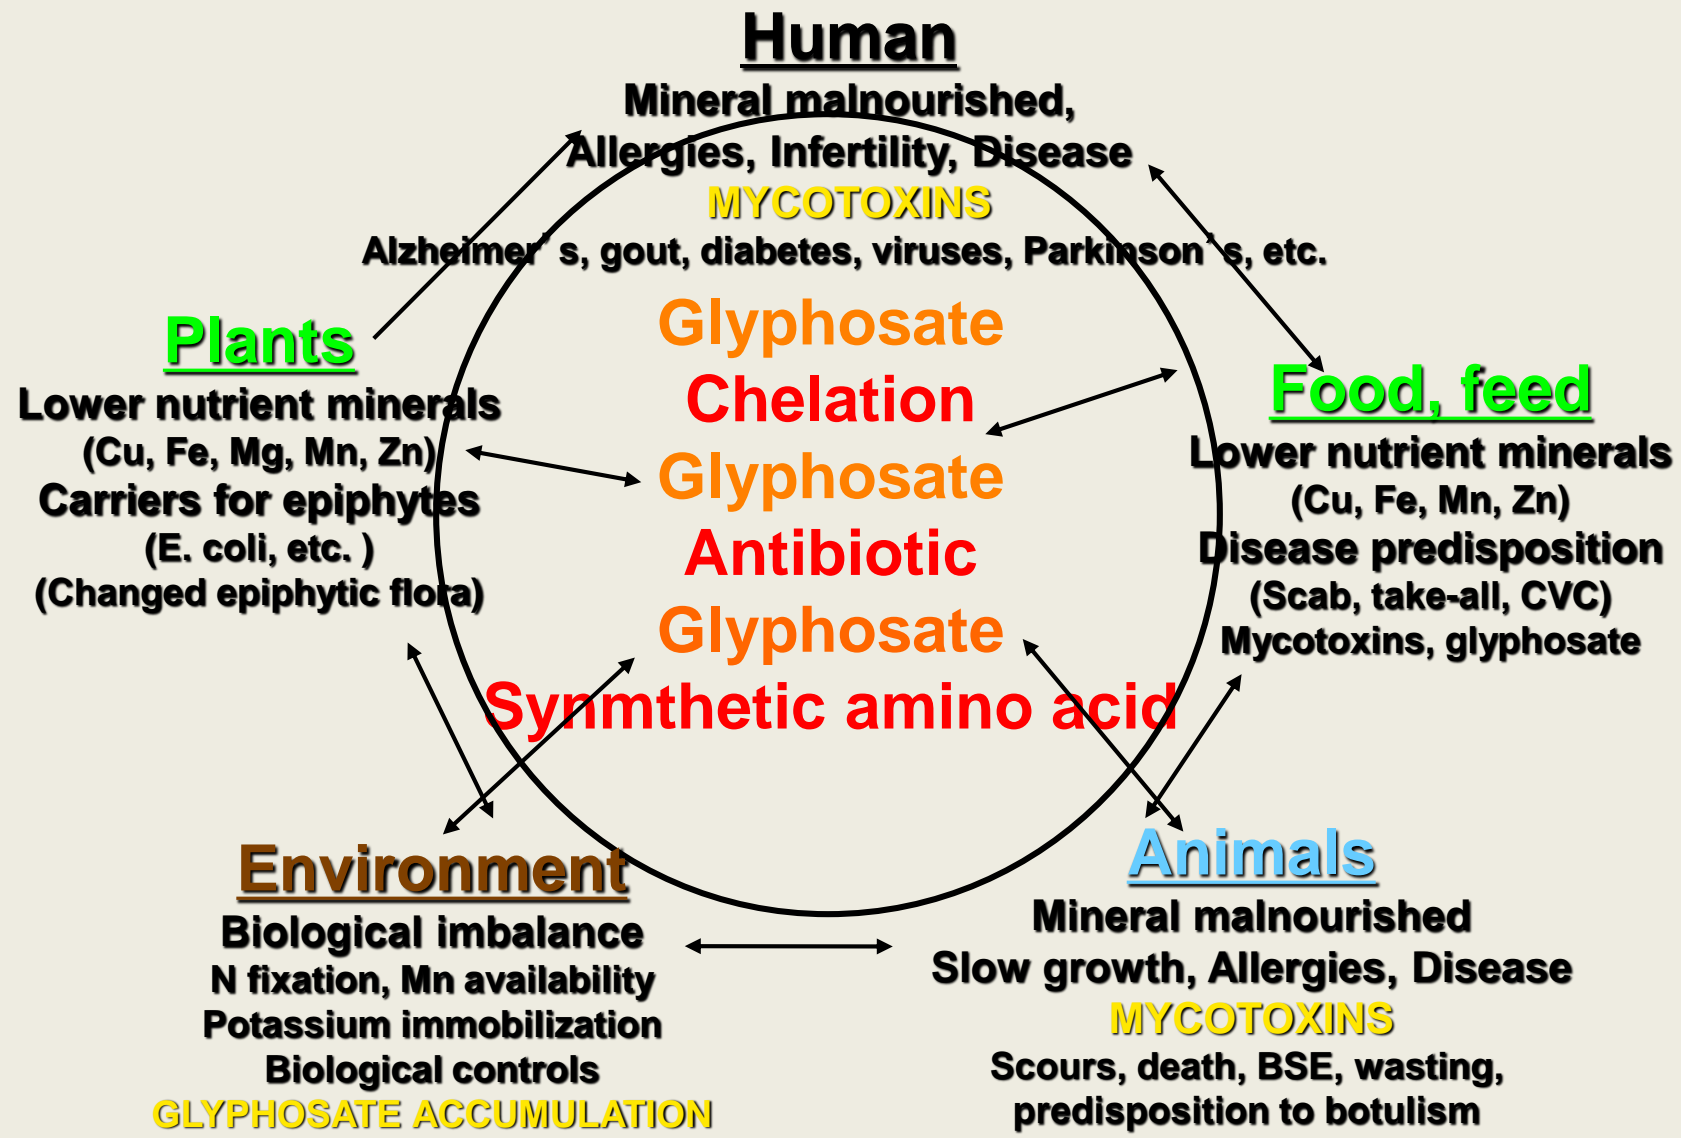 Human
Mineral malnourished,
Allergies, Infertility, Disease
MYCOTOXINS
Alzheimer’ s, gout, diabetes, viruses, Parkinson’ s, etc.
Glyphosate
Chelation
Glyphosate
Antibiotic
Glyphosate
Synmthetic amino acid
Plants
Lower nutrient minerals
(Cu, Fe, Mg, Mn, Zn)
Carriers for epiphytes
(E. coli, etc. )
(Changed epiphytic flora)
Food, feed
Lower nutrient minerals
(Cu, Fe, Mn, Zn)
Disease predisposition
(Scab, take-all, CVC)
Mycotoxins, glyphosate
Environment
Biological imbalance
N fixation, Mn availability
Potassium immobilization
Biological controls
GLYPHOSATE ACCUMULATION
Animals
Mineral malnourished
Slow growth, Allergies, Disease
MYCOTOXINS
Scours, death, BSE, wasting,
predisposition to botulism